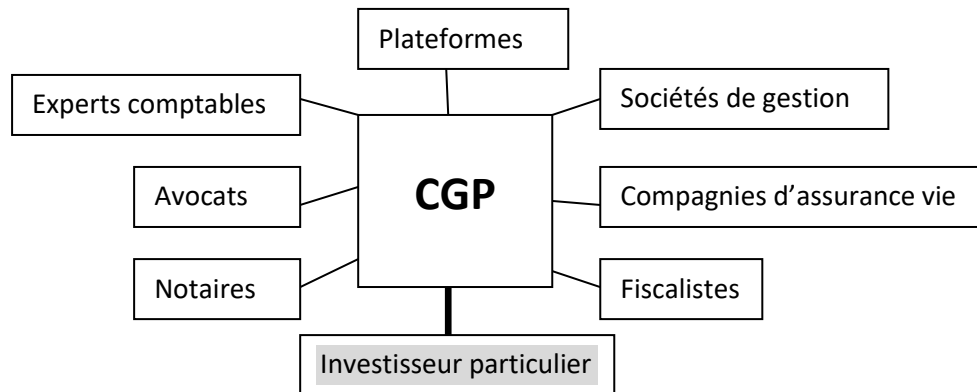 Plateformes
Experts comptables
Sociétés de gestion
CGP
Avocats
Compagnies d'assurance vie
Notaires
Fiscalistes
Investisseur particulier